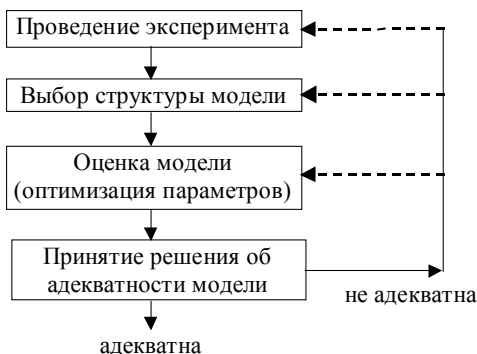 Проведение эксперимента
Выбор структуры модели
Оценка модели
(оптимизация параметров)
Принятие решения об
адекватности модели
не адекватна
адекватна